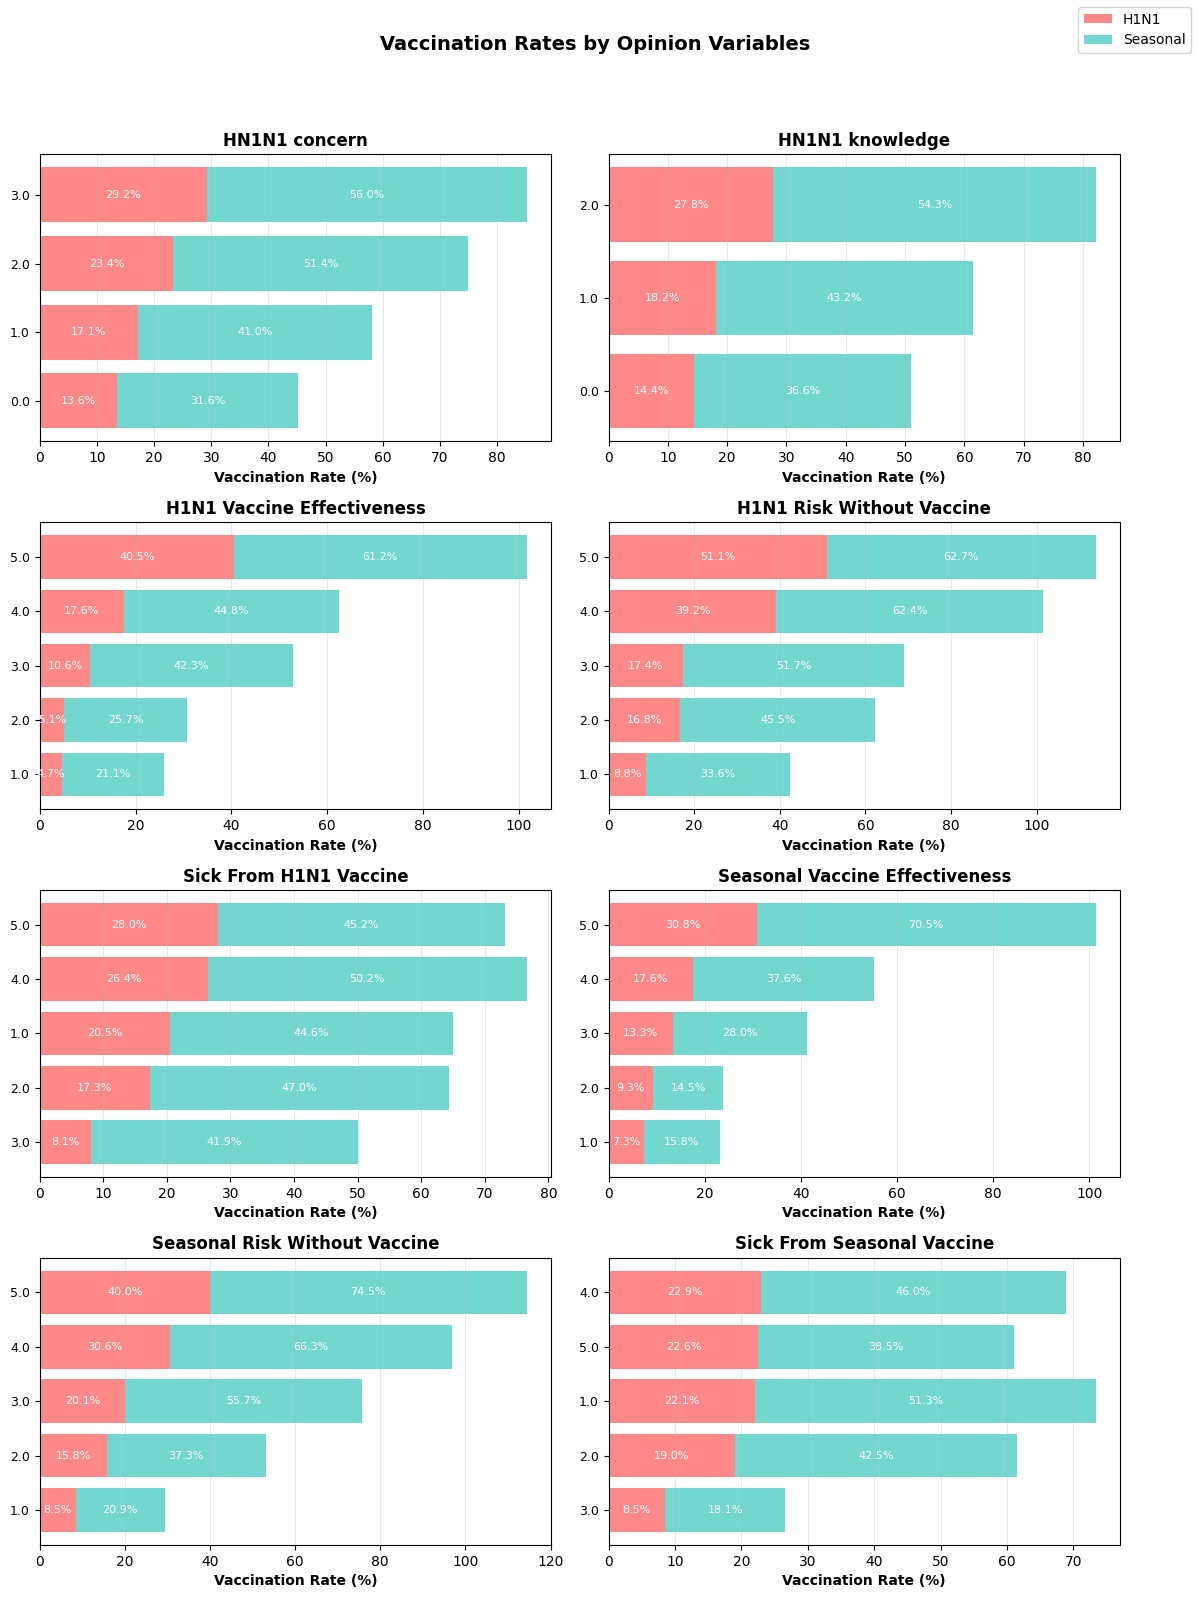 H1N1
Seasonal
Vaccination Rates by Opinion Variables
HN1N1 concern
3.0 29.2% 56.0%
2.0 23.4% 51.4%
1.0 17.1% 41.0%
0.0 13.6% 31.6%
0 10 20 30 40 50 60 70 80
Vaccination Rate (%)
HN1N1 knowledge
2.0 27.8% 54.3%
1.0 18.2% 43.2%
0.0 14.4% 36.6%
0 10 20 30 40 50 60 70 80
Vaccination Rate (%)
H1N1 Vaccine Effectiveness
5.0 40.5% 61.2%
4.0 17.6% 44.8%
3.0 10.6% 42.3%
2.0 5.1% 25.7%
1.0 4.7% 21.1%
0 20 40 60 80 100
Vaccination Rate (%)
H1N1 Risk Without Vaccine
5.0 51.1% 62.7%
4.0 39.2% 62.4%
3.0 17.4% 51.7%
2.0 16.8% 45.5%
1.0 8.8% 33.6%
0 20 40 60 80 100
Vaccination Rate (%)
Sick From H1N1 Vaccine
5.0 28.0% 45.2%
4.0 26.4% 50.2%
1.0 20.5% 44.6%
2.0 17.3% 47.0%
3.0 8.1% 41.9%
0 10 20 30 40 50 60 70 80
Vaccination Rate (%)
Seasonal Vaccine Effectiveness
5.0 30.8% 70.5%
4.0 17.6% 37.6%
3.0 13.3% 28.0%
2.0 9.3% 14.5%
1.0 7.3% 15.8%
0 20 40 60 80 100
Vaccination Rate (%)
Seasonal Risk Without Vaccine
5.0 40.0% 74.5%
4.0 30.6% 66.3%
3.0 20.1% 55.7%
2.0 15.8% 37.3%
1.0 8.5% 20.9%
0 20 40 60 80 100 120
Vaccination Rate (%)
Sick From Seasonal Vaccine
4.0 22.9% 46.0%
5.0 22.6% 38.5%
1.0 22.1% 51.3%
2.0 19.0% 42.5%
3.0 8.5% 18.1%
0 10 20 30 40 50 60 70
Vaccination Rate (%)